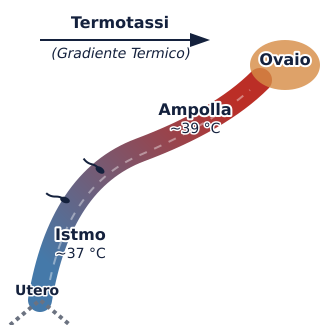 Termotassi
(Gradiente Termico)
Ovaio
Ampolla
~39 °C
Istmo
~37 °C
Utero